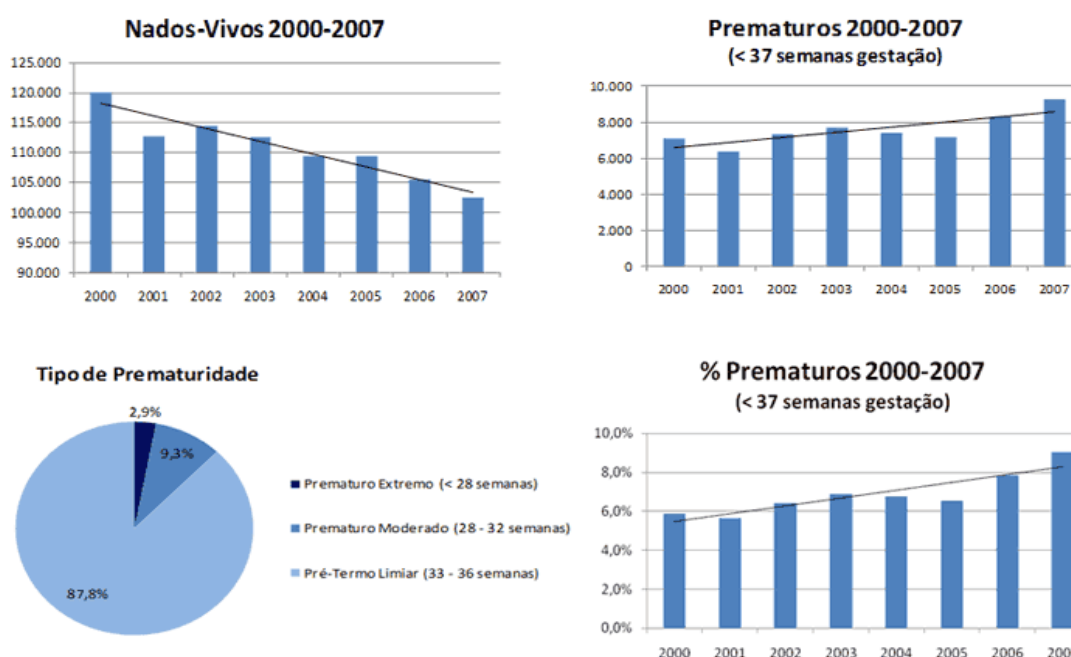 Nados-Vivos 2000-2007
125.000
120.000
115.000
110.000
105.000
100.000
95.000
90.000
2000 2001 2002 2003 2004 2005 2006 2007
Prematuros 2000-2007
(< 37 semanas gestação)
10.000
8.000
6.000
4.000
2.000
0
2000 2001 2002 2003 2004 2005 2006 2007
Tipo de Prematuridade
2,9%
9,3%
87,8%
Prematuro Extremo (< 28 semanas)
Prematuro Moderado (28 - 32 semanas)
Pré-Termo Limiar (33 - 36 semanas)
% Prematuros 2000-2007
(< 37 semanas gestação)
10,0%
8,0%
6,0%
4,0%
2,0%
0,0%
2000 2001 2002 2003 2004 2005 2006